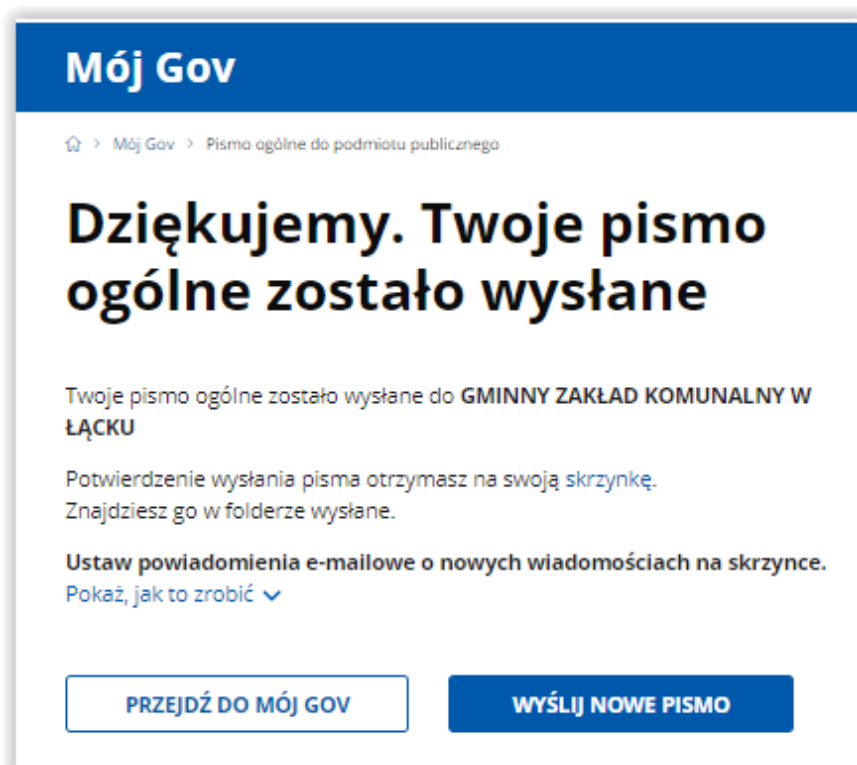 Mój Gov
Mój Gov > Pismo ogólne do podmiotu publicznego
Dziękujemy. Twoje pismo
ogólne zostało wysłane
Twoje pismo ogólne zostało wysłane do GMINNY ZAKŁAD KOMUNALNY W
ŁĄCKU
Potwierdzenie wysłania pisma otrzymasz na swoją skrzynkę.
Znajdziesz go w folderze wysłane.
Ustaw powiadomienia e-mailowe o nowych wiadomościach na skrzynce.
Pokaż, jak to zrobić
PRZEJDŹ DO MÓJ GOV
WYŚLIJ NOWE PISMO